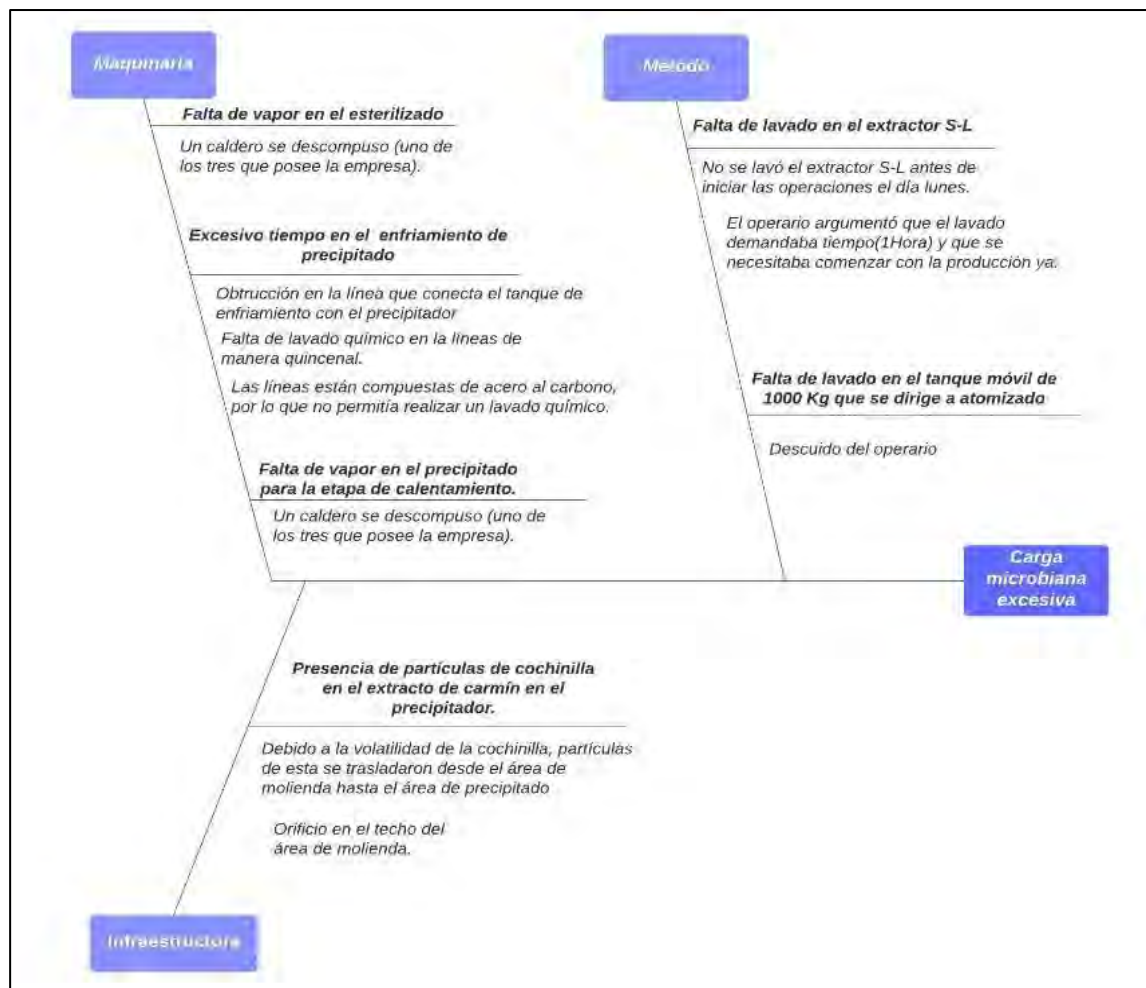 Maquinaria
Falta de vapor en el esterilizado
Un caldero se descompuso (uno de
los tres que posee la empresa).
Excesivo tiempo en el enfriamiento de
precipitado
Obtrucción en la línea que conecta el tanque de
enfriamiento con el precipitador
Falta de lavado químico en la líneas de
manera quincenal.
Las líneas están compuestas de acero al carbono,
por lo que no permitía realizar un lavado químico.
Falta de vapor en el precipitado
para la etapa de calentamiento.
Un caldero se descompuso (uno de
los tres que posee la empresa).
Metodo
Falta de lavado en el extractor S-L
No se lavó el extractor S-L antes de
iniciar las operaciones el día lunes.
El operario argumentó que el lavado
demandaba tiempo(1Hora) y que se
necesitaba comenzar con la producción ya.
Falta de lavado en el tanque móvil de
1000 Kg que se dirige a atomizado
Descuido del operario
Carga
microbiana
excesiva
Presencia de partículas de cochinilla
en el extracto de carmín en el
precipitador.
Debido a la volatilidad de la cochinilla, partículas
de esta se trasladaron desde el área de
molienda hasta el área de precipitado
Orificio en el techo del
área de molienda.
Infraestructora